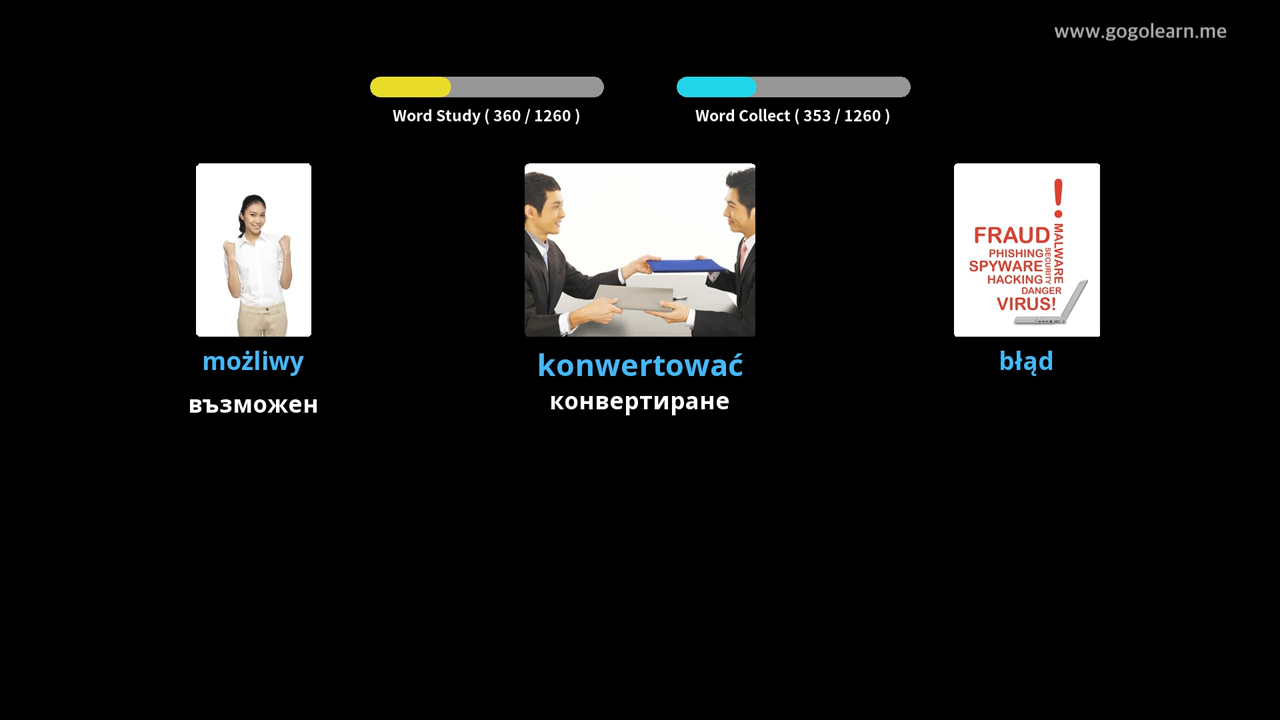 www.gogolearn.me
Word Study ( 360 / 1260 )
Word Collect ( 353 / 1260 )
!
FRAUD
PHISHING
SPYWARE
HACKING
DANGER
VIRUS!
MALWARE
SECURITY
możliwy
възможен
konwertować
конвертиране
błąd